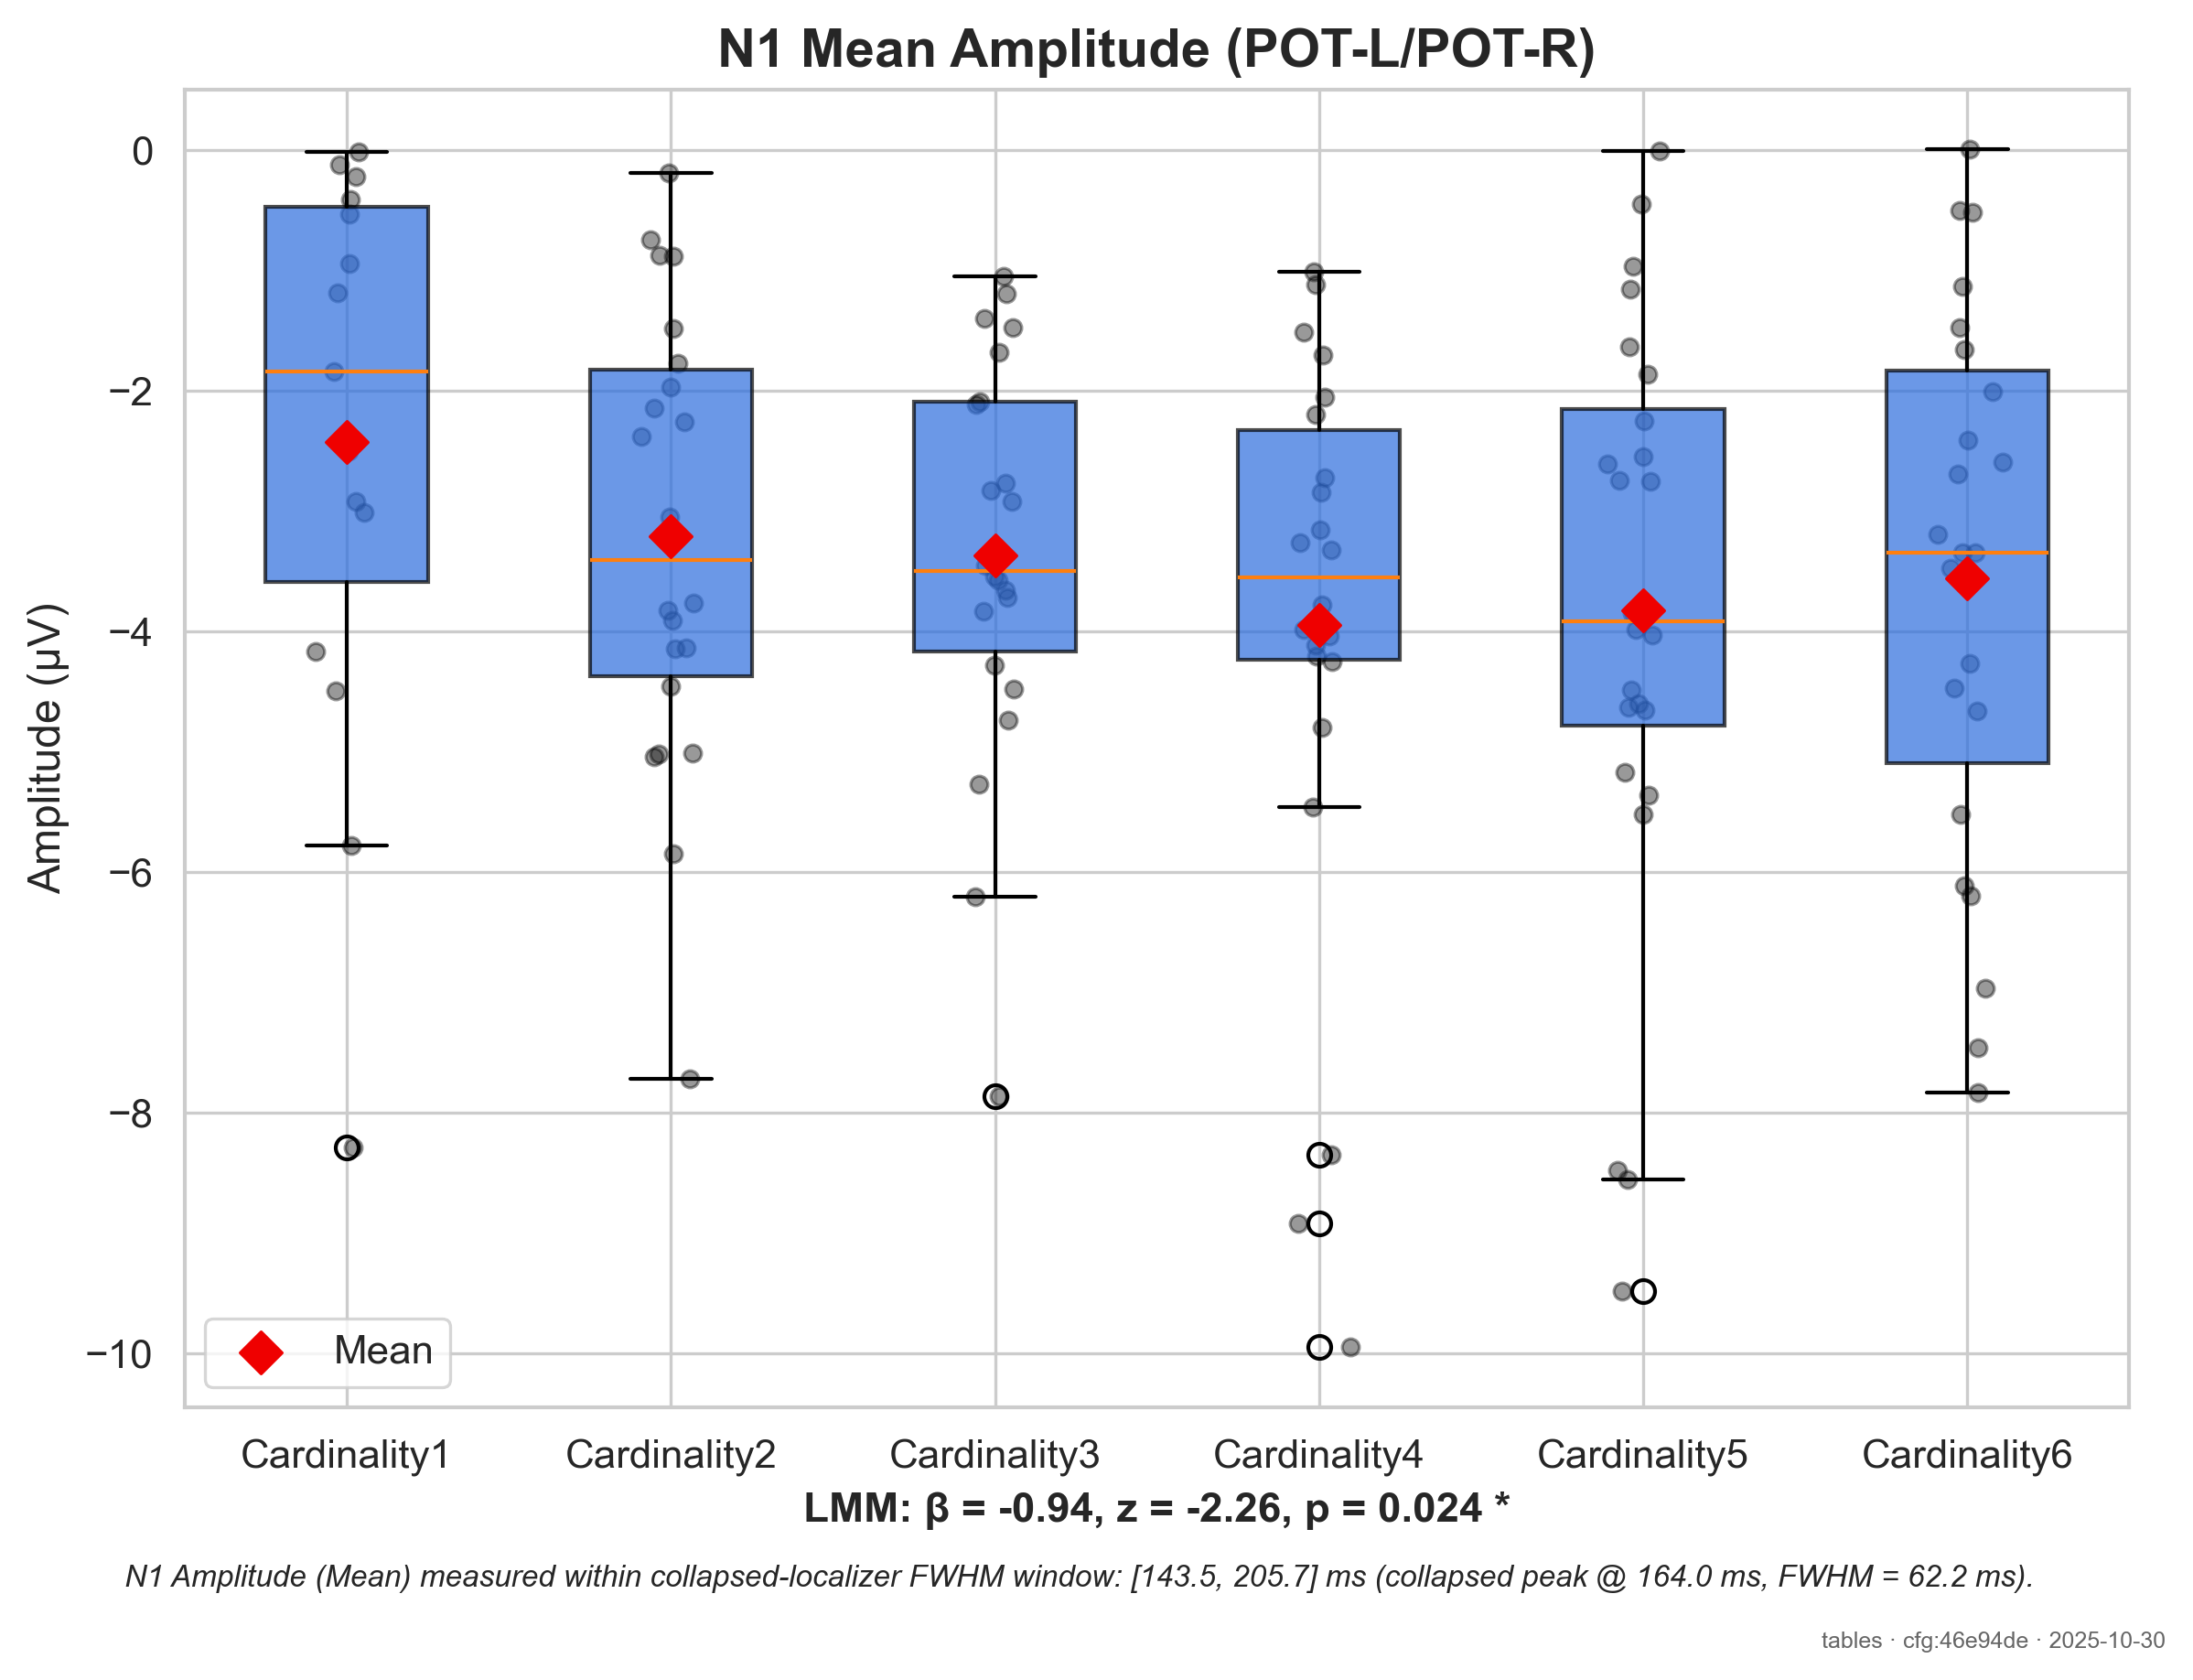 N1 Mean Amplitude (POT-L/POT-R)
Amplitude (μV)
0
−2
−4
−6
−8
−10
Mean
Cardinality1 Cardinality2 Cardinality3 Cardinality4 Cardinality5 Cardinality6
LMM: β = -0.94, z = -2.26, p = 0.024 *
N1 Amplitude (Mean) measured within collapsed-localizer FWHM window: [143.5, 205.7] ms (collapsed peak @ 164.0 ms, FWHM = 62.2 ms).
tables · cfg:46e94de · 2025-10-30